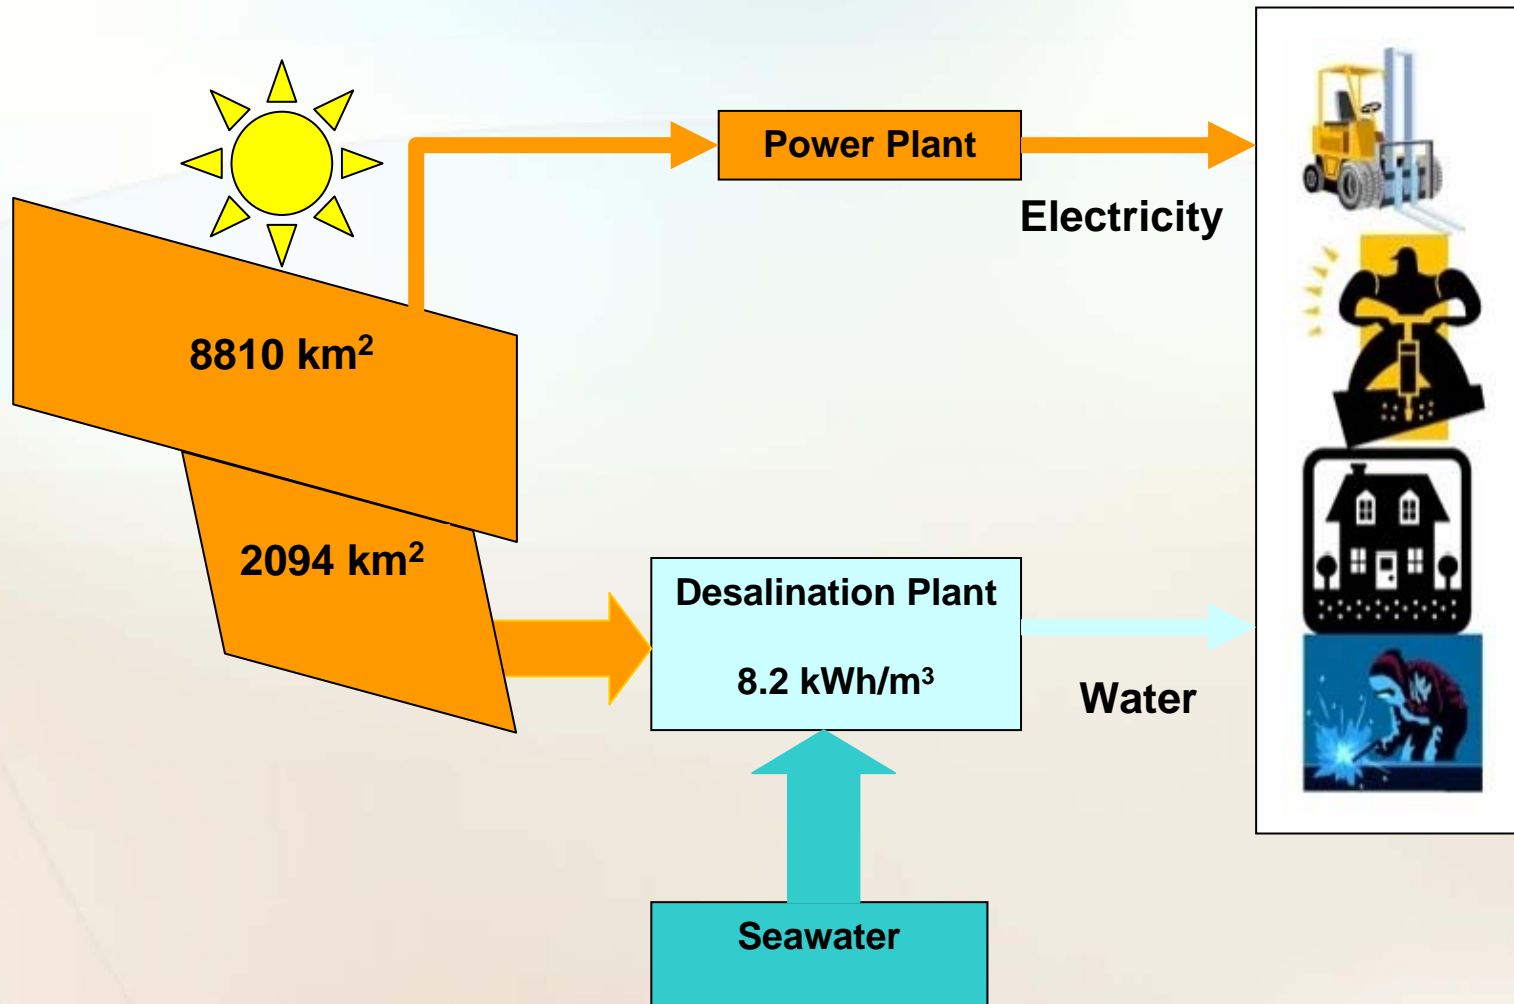 Power Plant
Electricity
8810 km²
2094 km²
Desalination Plant
8.2 kWh/m³
Water
Seawater